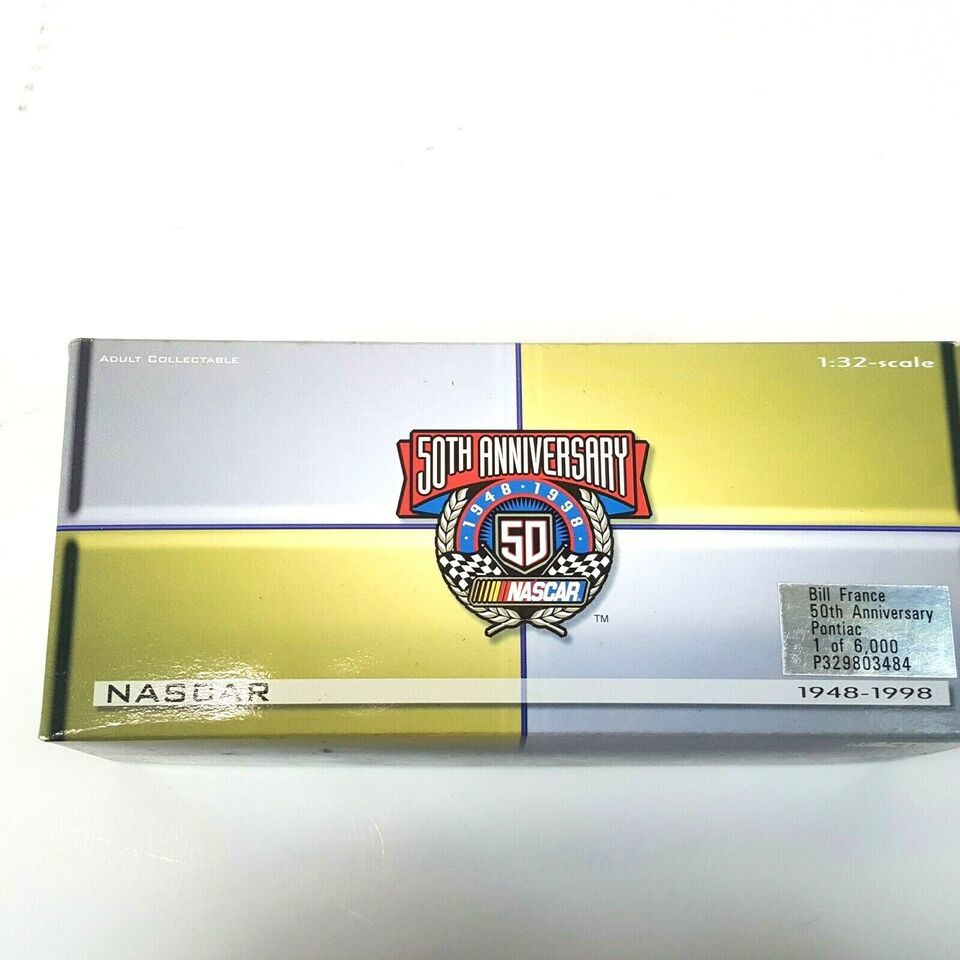 ADULT COLLECTABLE
1:32-scale
50TH ANNIVERSARY
· 1948 · 1998 ·
50
NASCAR
TM
Bill France
50th Anniversary
Pontiac
1 of 6,000
P329803484
NASCAR
1948-1998